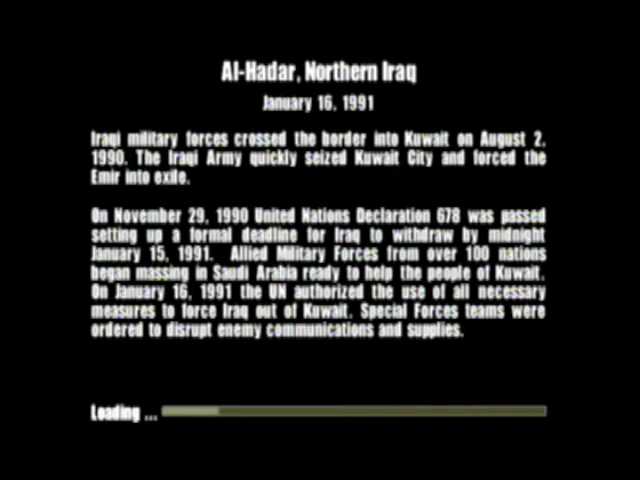 Al-Hadar, Northern Iraq
January 16, 1991
Iraqi military forces crossed the border into Kuwait on August 2,
1990. The Iraqi Army quickly seized Kuwait City and forced the
Emir into exile.
On November 29, 1990 United Nations Declaration 678 was passed
setting up a formal deadline for Iraq to withdraw by midnight
January 15, 1991. Allied Military Forces from over 100 nations
began massing in Saudi Arabia ready to help the people of Kuwait.
On January 16, 1991 the UN authorized the use of all necessary
measures to force Iraq out of Kuwait. Special Forces teams were
ordered to disrupt enemy communications and supplies.
Loading ...